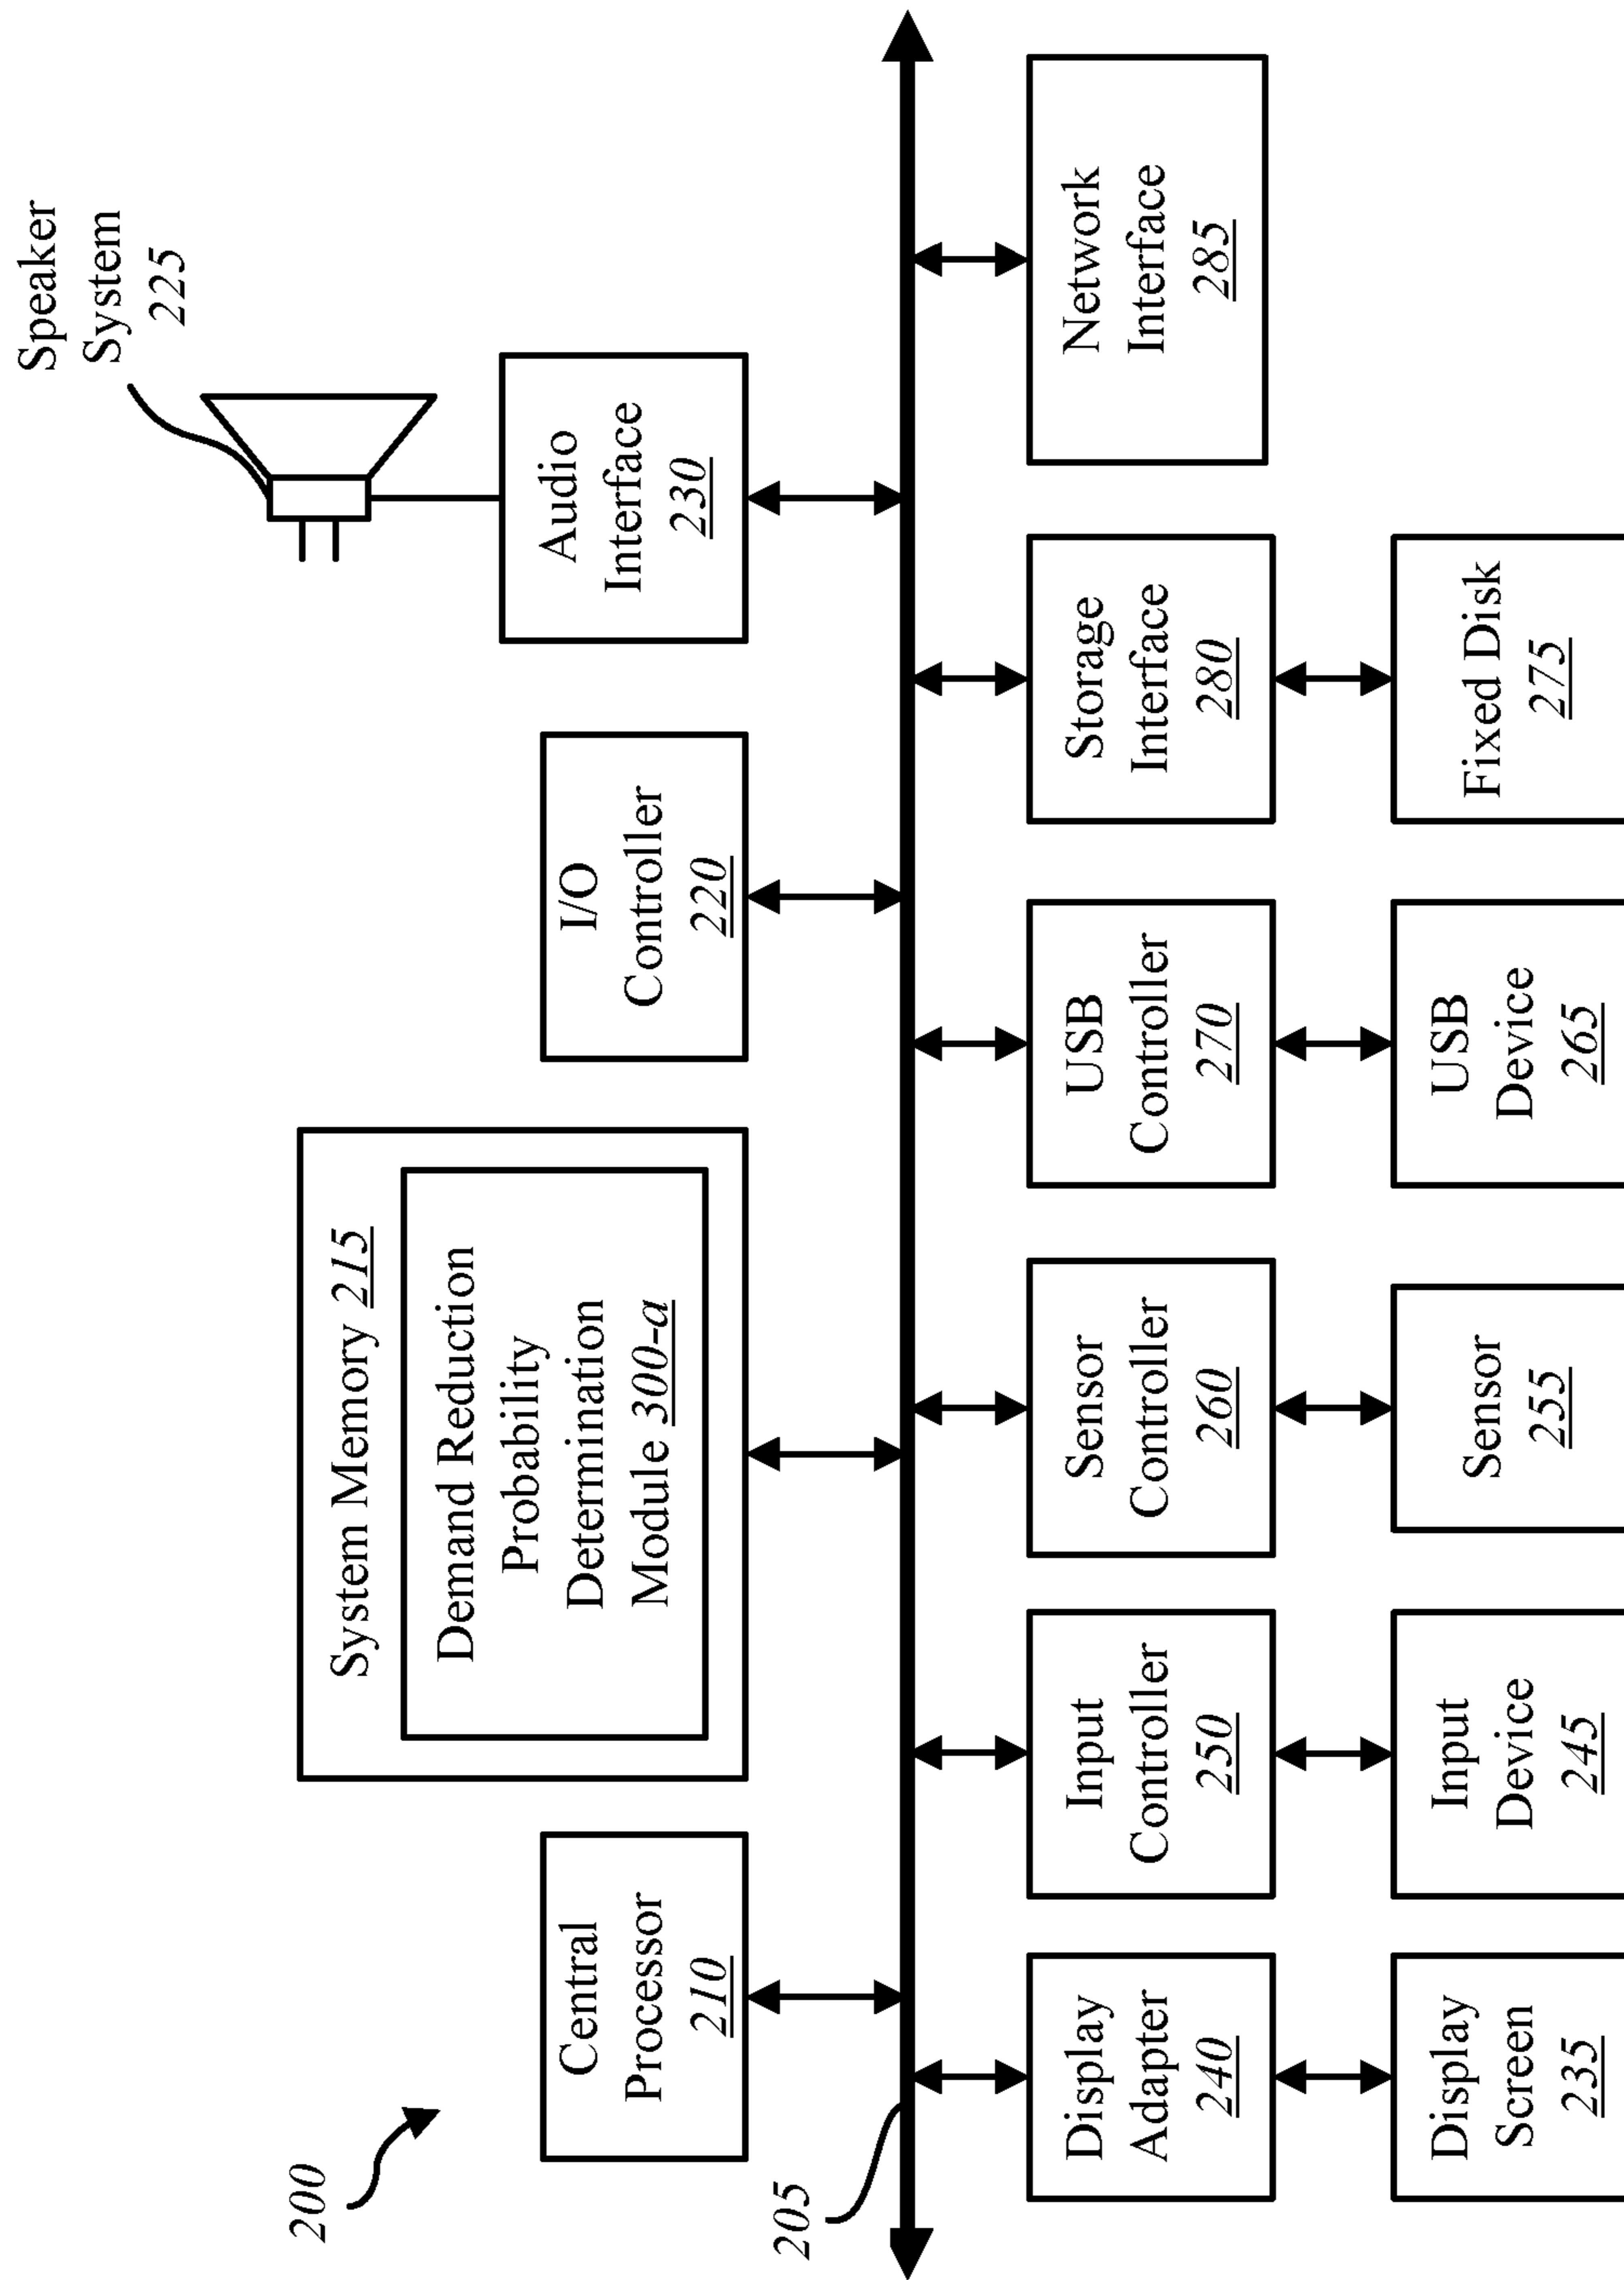 200
Speaker
System
225
Central
Processor
210
System Memory 215
Demand Reduction
Probability
Determination
Module 300-a
I/O
Controller
220
Audio
Interface
230
205
Display
Adapter
240
Input
Controller
250
Sensor
Controller
260
USB
Controller
270
Storage
Interface
280
Network
Interface
285
Display
Screen
235
Input
Device
245
Sensor
255
USB
Device
265
Fixed Disk
275